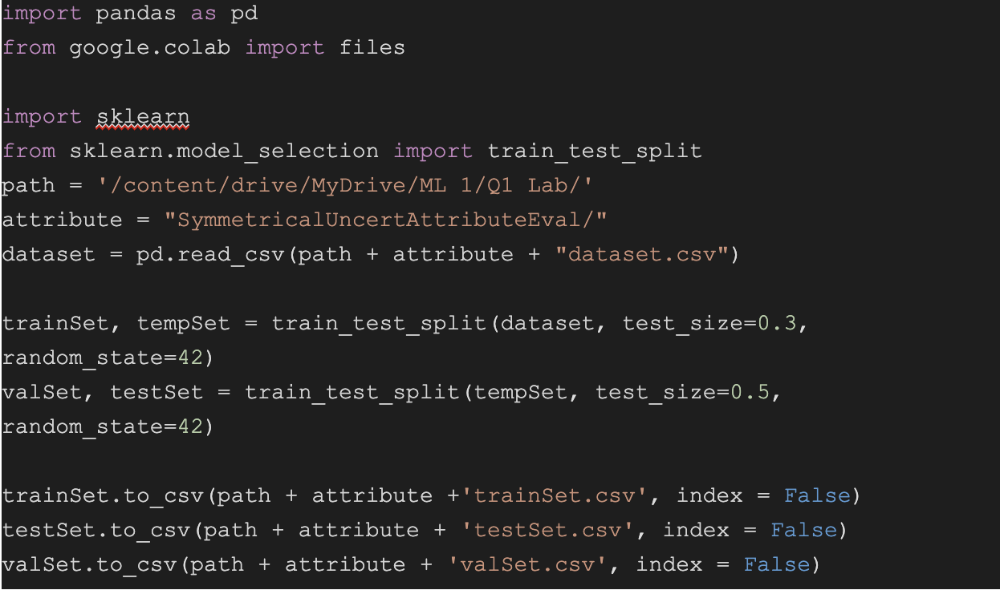 import pandas as pd
from google.colab import files
import sklearn
from sklearn.model_selection import train_test_split
path = '/content/drive/MyDrive/ML 1/Q1 Lab/'
attribute = "SymmetricalUncertAttributeEval/"
dataset = pd.read_csv(path + attribute + "dataset.csv")
trainSet, tempSet = train_test_split(dataset, test_size=0.3,
random_state=42)
valSet, testSet = train_test_split(tempSet, test_size=0.5,
random_state=42)
trainSet.to_csv(path + attribute +'trainSet.csv', index = False)
testSet.to_csv(path + attribute + 'testSet.csv', index = False)
valSet.to_csv(path + attribute + 'valSet.csv', index = False)